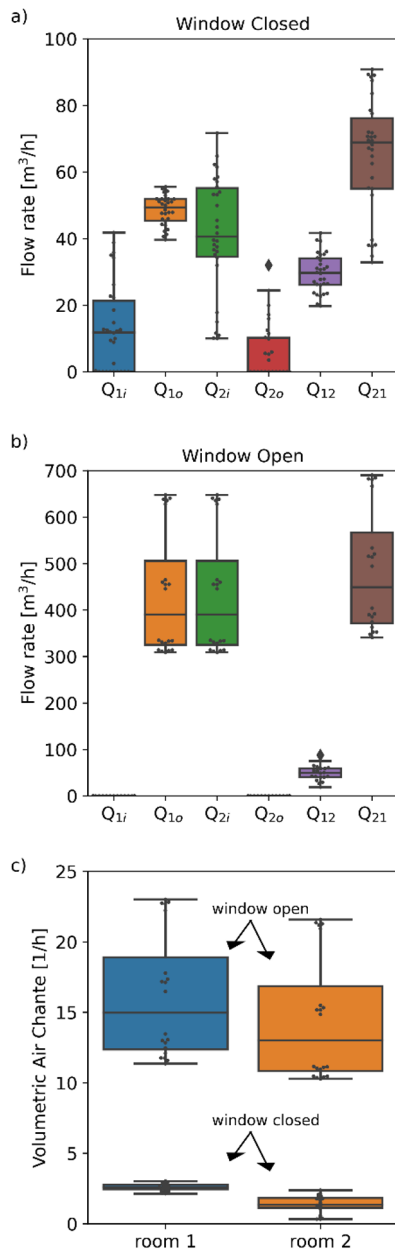 a)
Window Closed
100
80
60
40
20
0
Flow rate [m³/h]
Q₁ᵢ
Q₁ₒ
Q₂ᵢ
Q₂ₒ
Q₁₂
Q₂₁
b)
Window Open
700
600
500
400
300
200
100
0
Flow rate [m³/h]
Q₁ᵢ
Q₁ₒ
Q₂ᵢ
Q₂ₒ
Q₁₂
Q₂₁
c)
25
20
15
10
5
0
Volumetric Air Chante [1/h]
window open
window closed
room 1
room 2